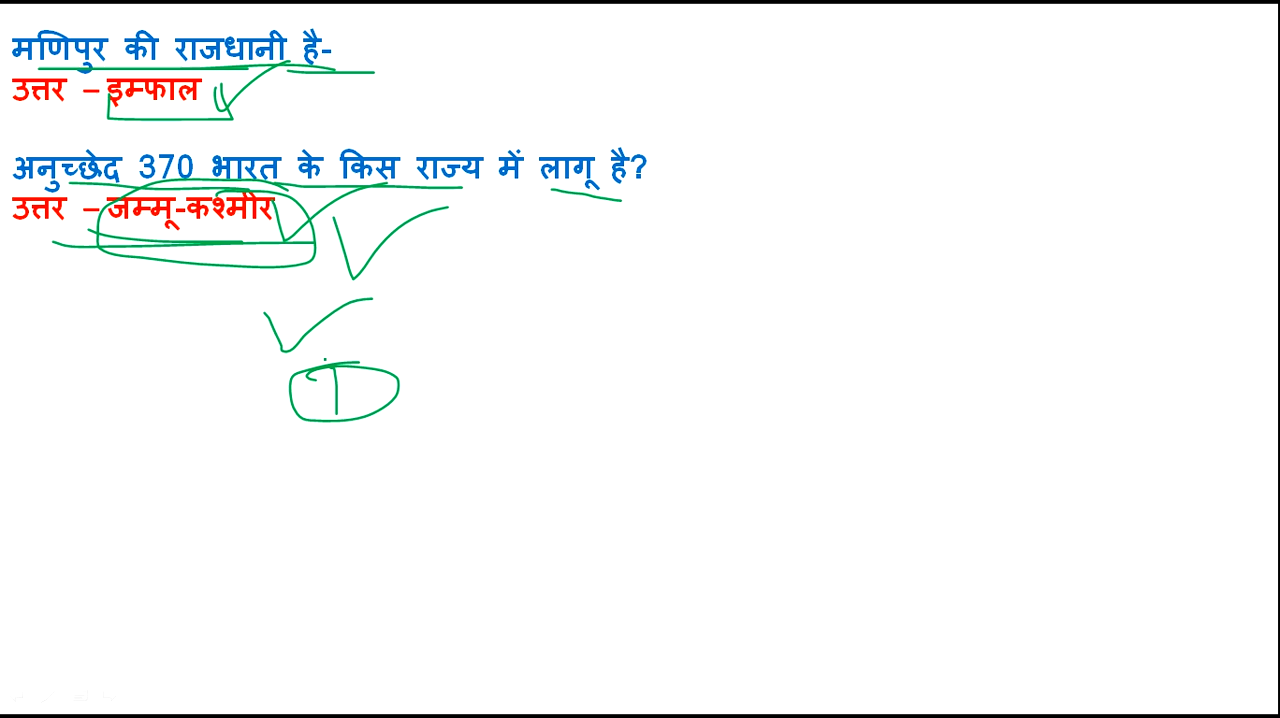 मणिपुर की राजधानी है-
उत्तर – इम्फाल
अनुच्छेद 370 भारत के किस राज्य में लागू है?
उत्तर – जम्मू-कश्मीर